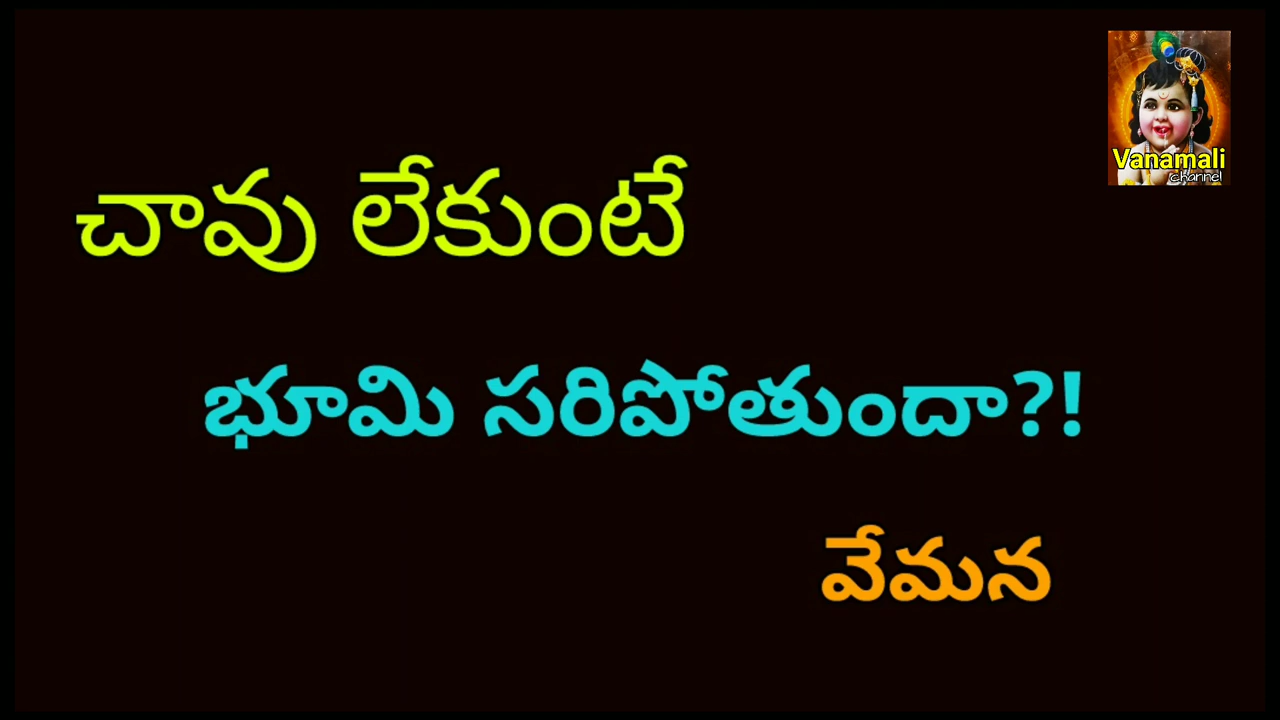 Vanamali
channel
చావు లేకుంటే
భూమి సరిపోతుందా?!
వేమన